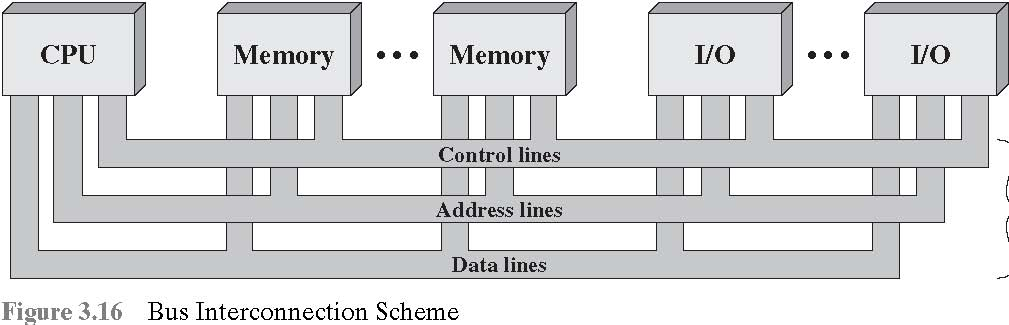 CPU Memory ••• Memory I/O ••• I/O
Control lines
Address lines
Data lines
Figure 3.16 Bus Interconnection Scheme